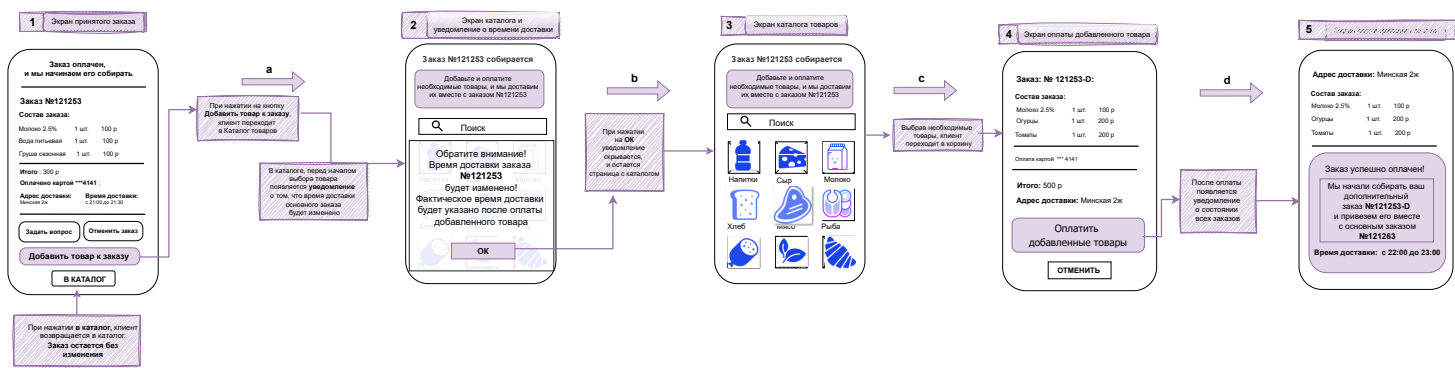 1 Экран принятого заказа
Заказ оплачен,
и мы начинаем его собирать
Заказ №121253
Состав заказа:
Молоко 2.5% 1 шт. 100 р
Вода питьевая 1 шт. 100 р
Груша сезонная 1 шт. 100 р
Итого : 300 р
Оплачено картой ***4141 :
Адрес доставки: Время доставки:
Минская 2ж с 21:00 до 21:30
Задать вопрос Отменить заказ
Добавить товар к заказу
В КАТАЛОГ
При нажатии в каталог, клиент
возвращается в каталог.
Заказ остается без
изменения
a
При нажатии на кнопку
Добавить товар к заказу,
клиент переходит
в Каталог товаров
В каталоге, перед началом
выбора товара
появляется уведомление
о том, что время доставки
основного заказа
будет изменено
2 Экран каталога и
уведомление о времени доставки
Заказ №121253 собирается
Добавьте и оплатите
необходимые товары, и мы доставим
их вместе с заказом №121253
Поиск
Обратите внимание!
Время доставки заказа
№121253
будет изменено!
Фактическое время доставки
будет указано после оплаты
добавленного товара
ОК
b
При нажатии
на ОК
уведомление
скрывается,
и остается
страница с каталогом
3 Экран каталога товаров
Заказ №121253 собирается
Добавьте и оплатите
необходимые товары, и мы доставим
их вместе с заказом №121253
Поиск
Напитки Сыр Молоко
Хлеб Мясо Рыба
c
Выбрав необходимые
товары, клиент
переходит в корзину
4 Экран оплаты добавленного товара
Заказ: № 121253-D:
Состав заказа:
Молоко 2.5% 1 шт. 100 р
Огурцы 1 шт. 200 р
Томаты 1 шт. 200 р
Оплата картой *** 4141
Итого: 500 р
Адрес доставки: Минская 2ж
Оплатить
добавленные товары
ОТМЕНИТЬ
d
После оплаты
появляется
уведомление
о состоянии
всех заказов
5
Адрес доставки: Минская 2ж
Состав заказа:
Молоко 2.5% 1 шт. 100 р
Огурцы 1 шт. 200 р
Томаты 1 шт. 200 р
Заказ успешно оплачен!
Мы начали собирать ваш
дополнительный
заказ №121253-D
и привезем его вместе
с основным заказом
№121263
Время доставки: с 22:00 до 23:00